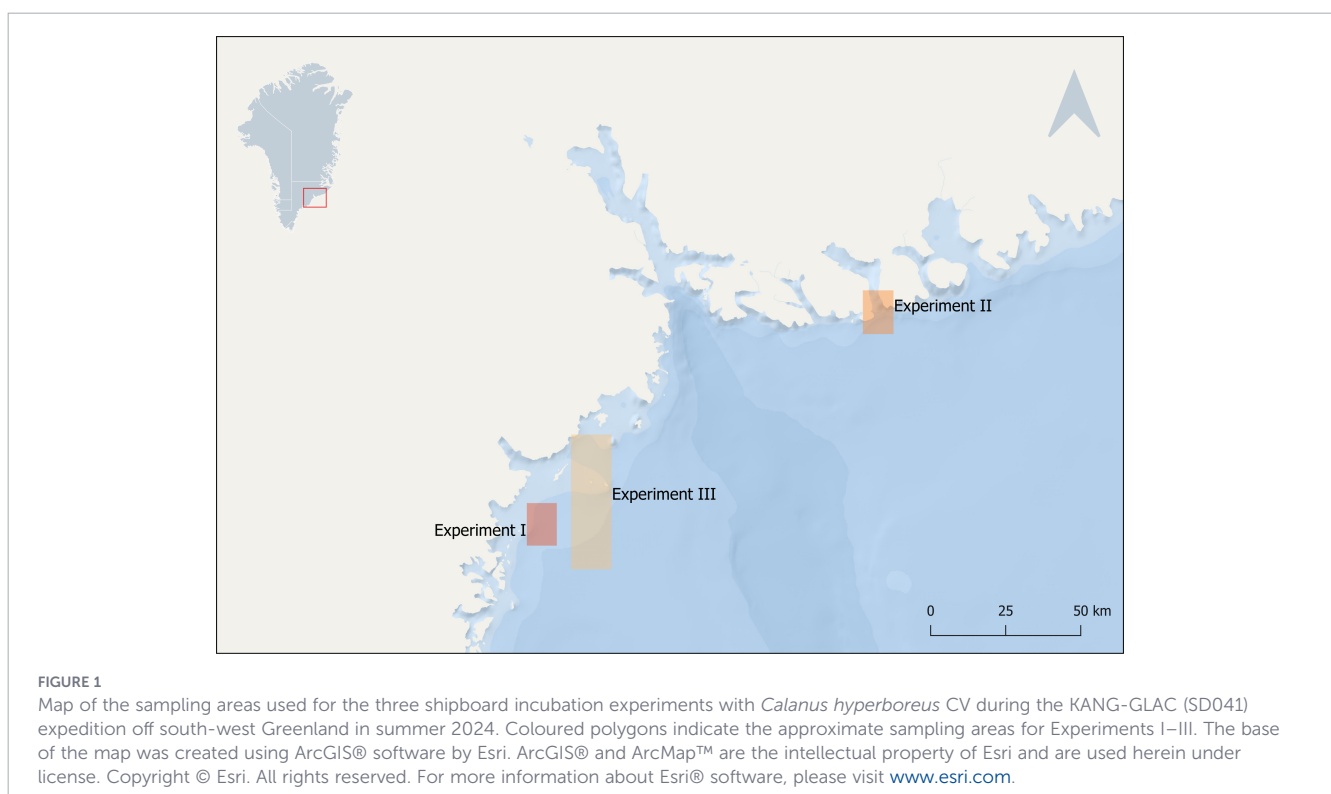 Experiment II
Experiment III
Experiment I
0 25 50 km
FIGURE 1
Map of the sampling areas used for the three shipboard incubation experiments with Calanus hyperboreus CV during the KANG-GLAC (SD041)
expedition off south-west Greenland in summer 2024. Coloured polygons indicate the approximate sampling areas for Experiments I–III. The base
of the map was created using ArcGIS® software by Esri. ArcGIS® and ArcMap™ are the intellectual property of Esri and are used herein under
license. Copyright © Esri. All rights reserved. For more information about Esri® software, please visit www.esri.com.